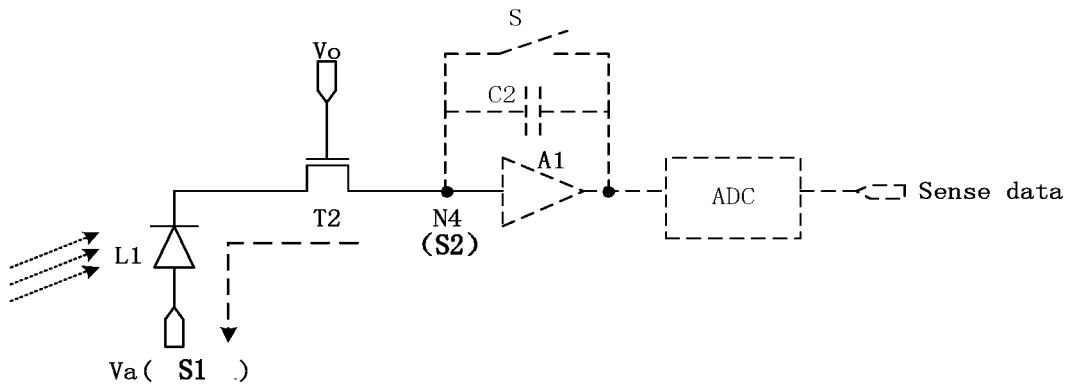 S
Vo
C2
A1
ADC
Sense data
T2
N4
(S2)
L1
Va( S1 )